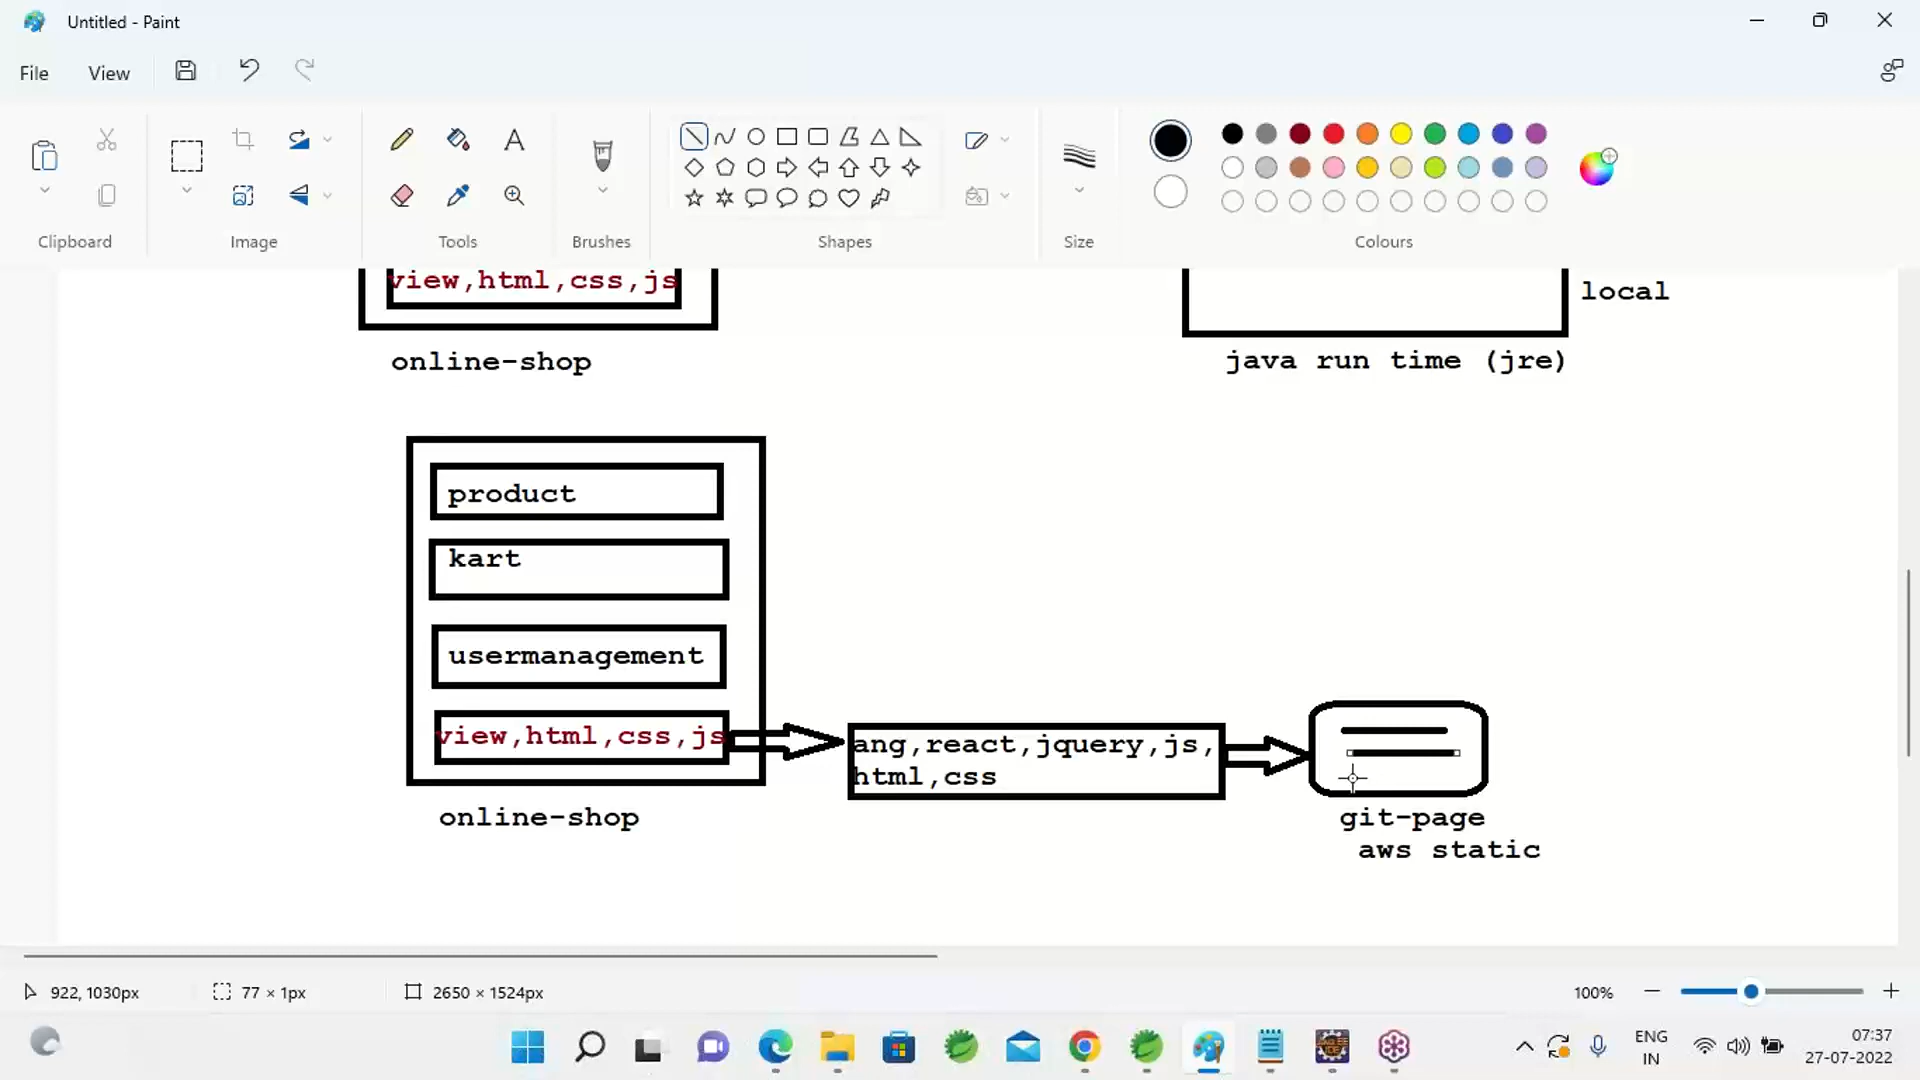 Untitled - Paint
File
View
Clipboard
Image
Tools
Brushes
Shapes
Size
Colours
view,html,css,js
local
online-shop
java run time (jre)
product
kart
usermanagement
view,html,css,js
ang,react,jquery,js,
html,css
online-shop
git-page
aws static
922, 1030px
77 × 1px
2650 × 1524px
100%
ENG
IN
07:37
27-07-2022